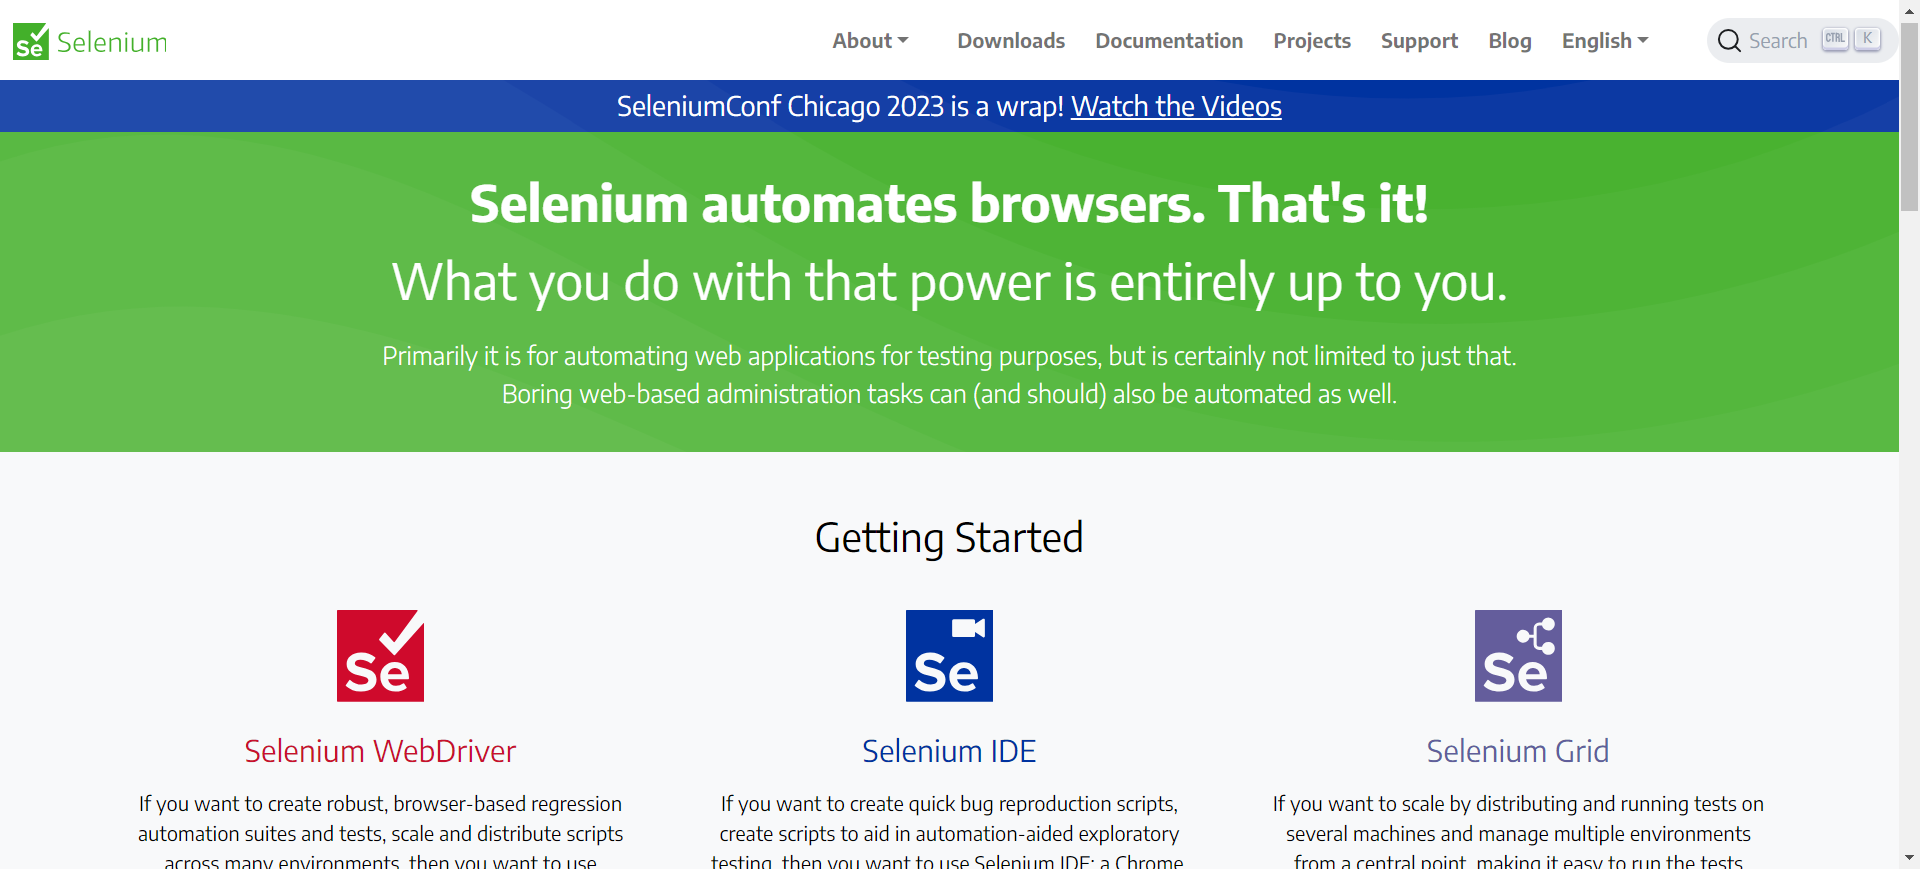 Se Selenium
About Downloads Documentation Projects Support Blog English Search CTRL K
SeleniumConf Chicago 2023 is a wrap! Watch the Videos
Selenium automates browsers. That's it!
What you do with that power is entirely up to you.
Primarily it is for automating web applications for testing purposes, but is certainly not limited to just that.
Boring web-based administration tasks can (and should) also be automated as well.
Getting Started
Se
Selenium WebDriver
If you want to create robust, browser-based regression
automation suites and tests, scale and distribute scripts
across many environments, then you want to use
Se
Selenium IDE
If you want to create quick bug reproduction scripts,
create scripts to aid in automation-aided exploratory
testing, then you want to use Selenium IDE; a Chrome
Se
Selenium Grid
If you want to scale by distributing and running tests on
several machines and manage multiple environments
from a central point, making it easy to run the tests